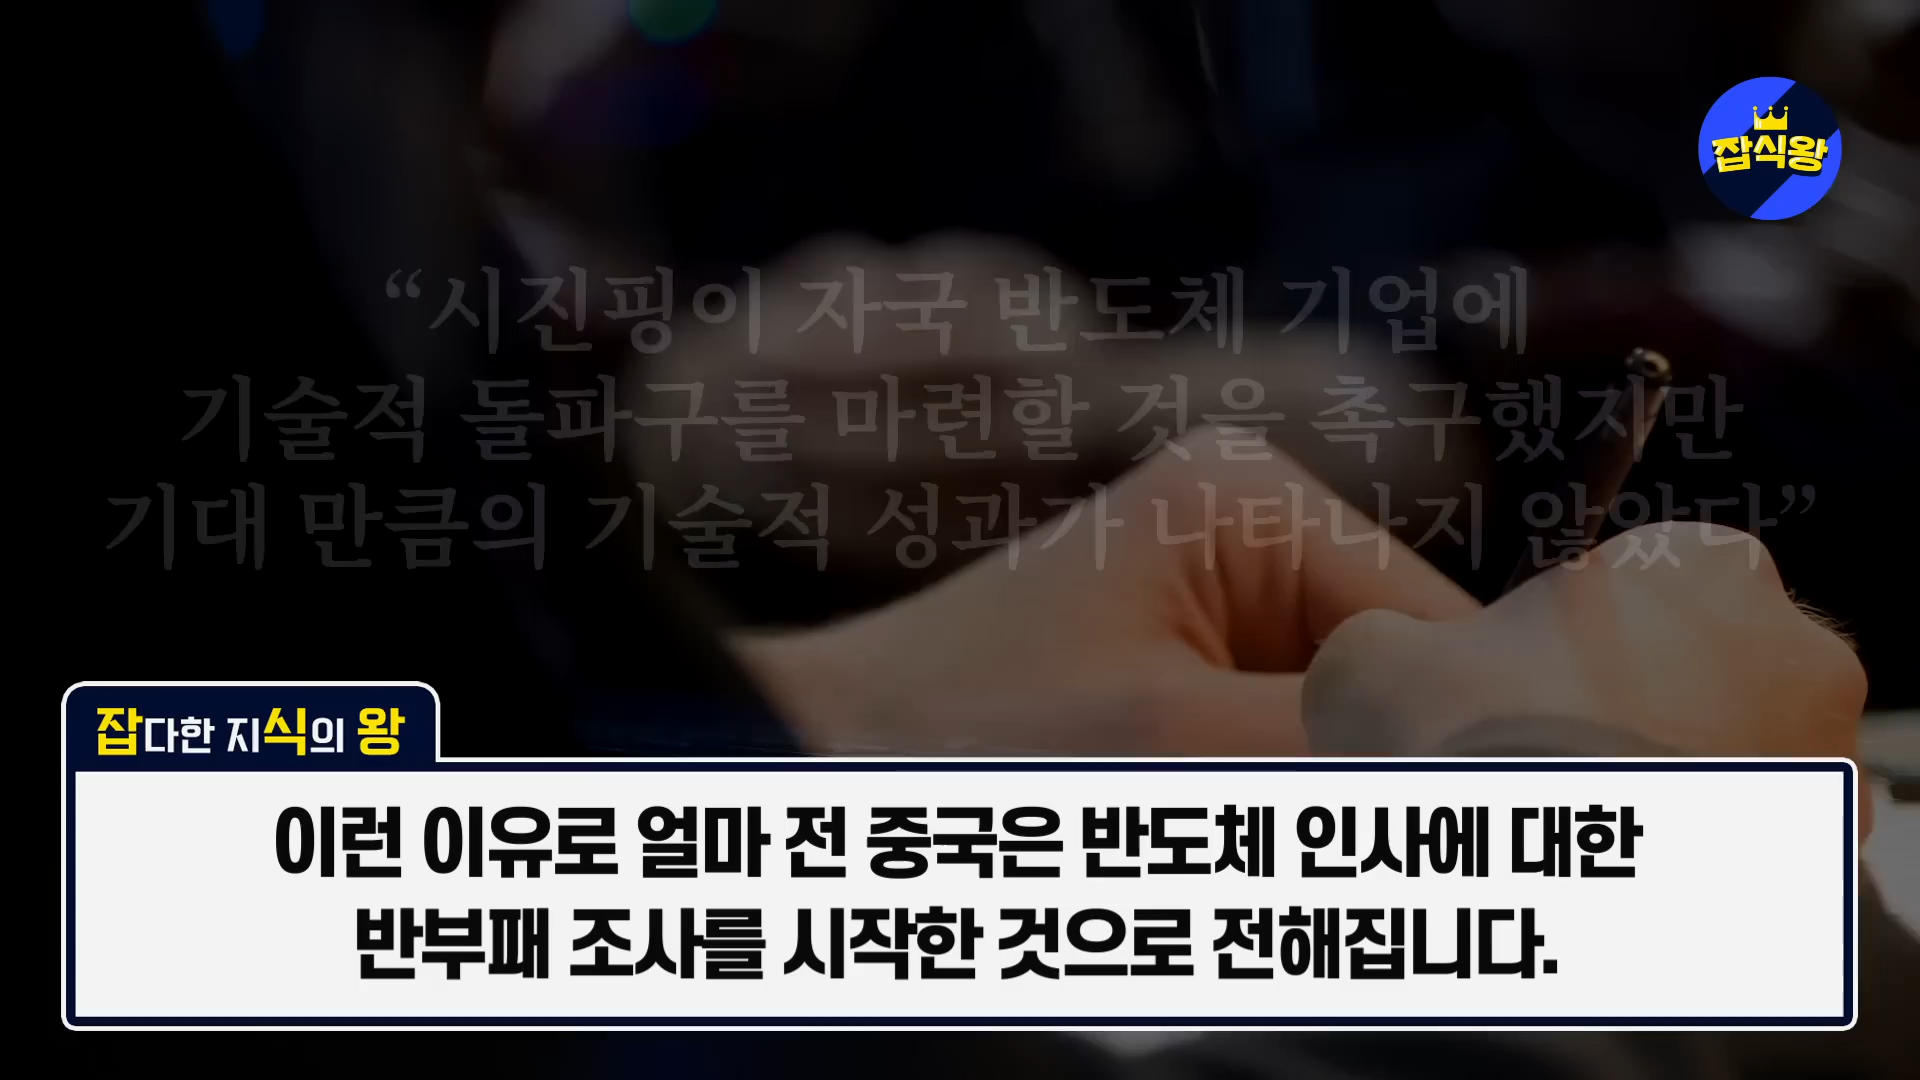 잡식왕
“시진핑이 자국 반도체 기업에
기술적 돌파구를 마련할 것을 촉구했지만
기대 만큼의 기술적 성과가 나타나지 않았다”
잡다한 지식의 왕
이런 이유로 얼마 전 중국은 반도체 인사에 대한
반부패 조사를 시작한 것으로 전해집니다.